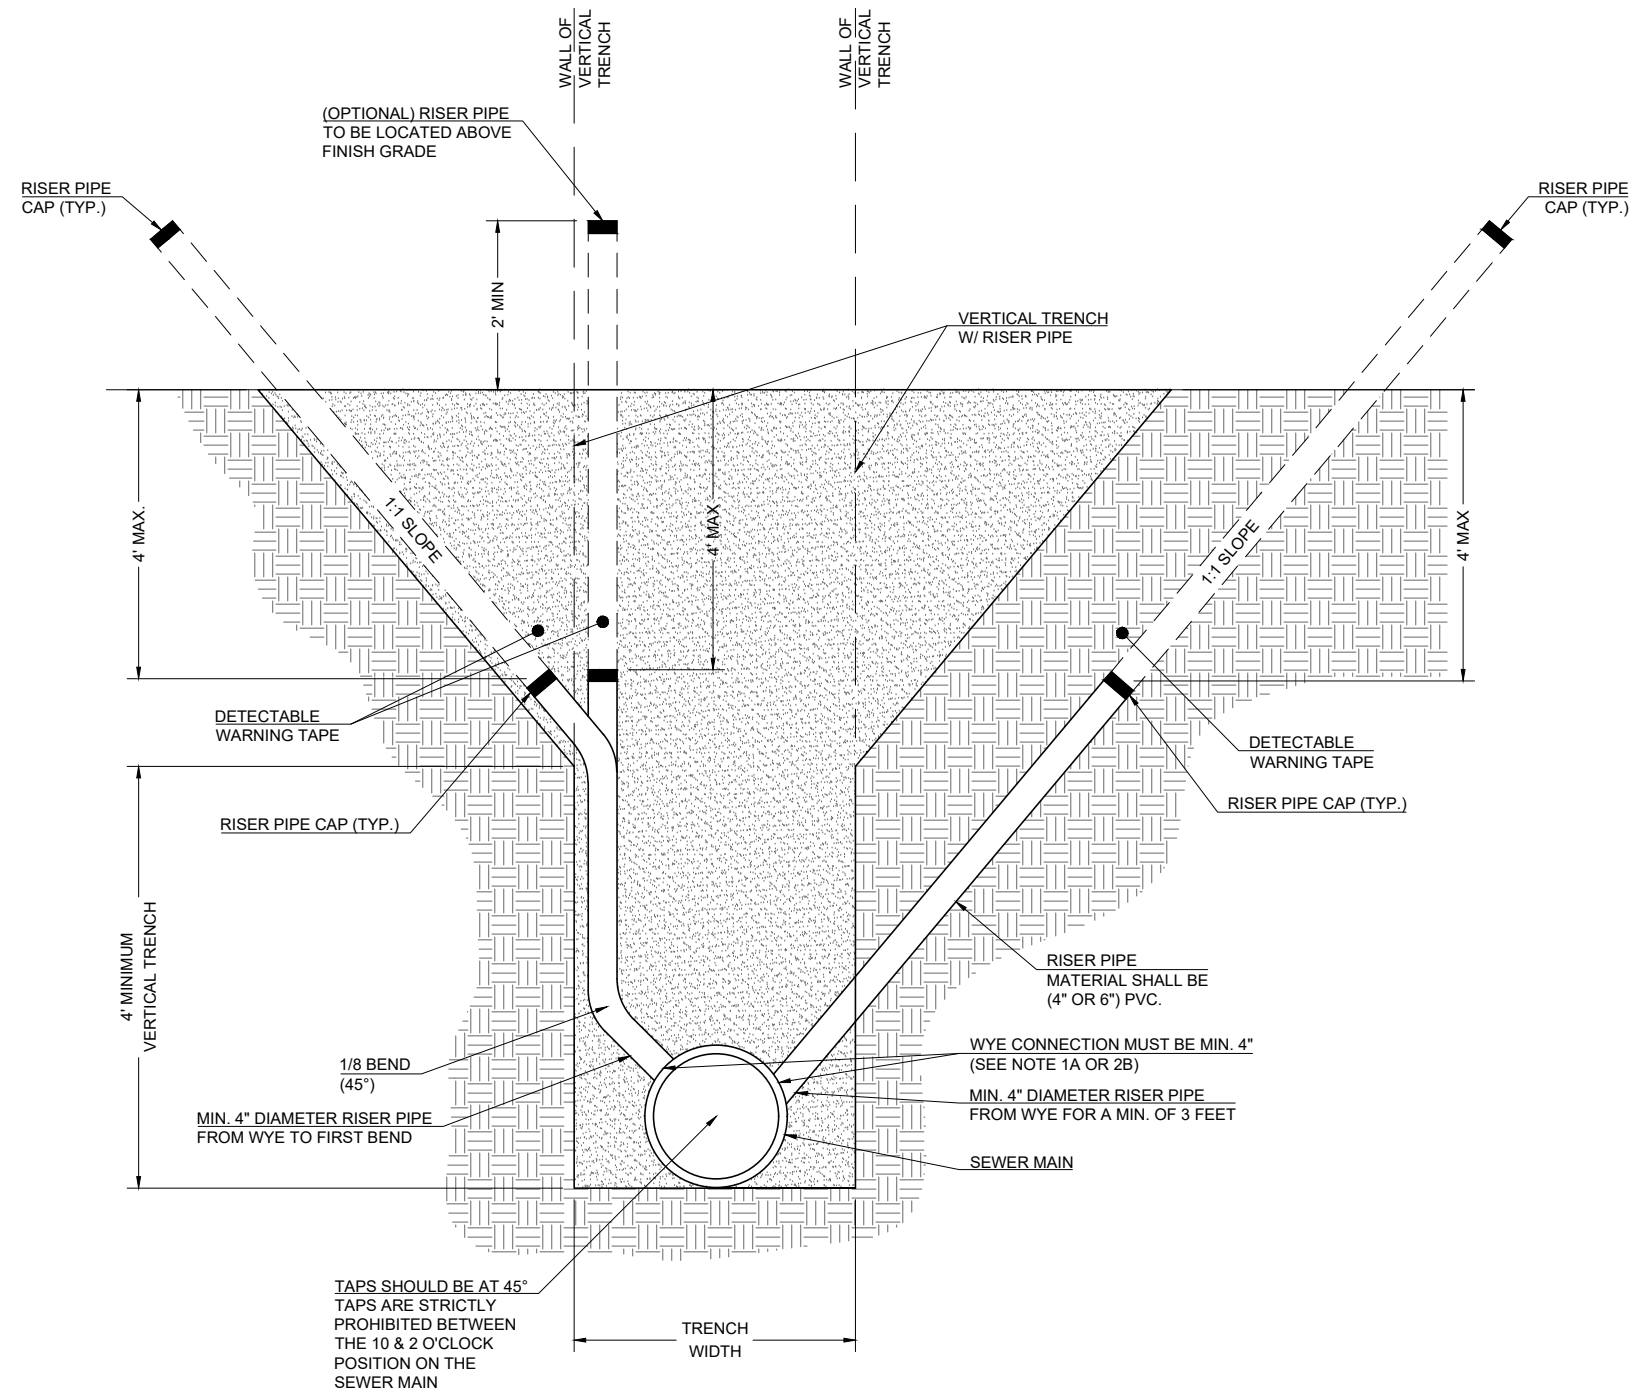 WALL OF
VERTICAL
TRENCH
WALL OF
VERTICAL
TRENCH
(OPTIONAL) RISER PIPE
TO BE LOCATED ABOVE
FINISH GRADE
RISER PIPE
CAP (TYP.)
RISER PIPE
CAP (TYP.)
2' MIN
VERTICAL TRENCH
W/ RISER PIPE
4' MAX.
1:1 SLOPE
4' MAX
1:1 SLOPE
4' MAX
DETECTABLE
WARNING TAPE
DETECTABLE
WARNING TAPE
RISER PIPE CAP (TYP.)
RISER PIPE CAP (TYP.)
4' MINIMUM
VERTICAL TRENCH
RISER PIPE
MATERIAL SHALL BE
(4" OR 6") PVC.
1/8 BEND
(45°)
WYE CONNECTION MUST BE MIN. 4"
(SEE NOTE 1A OR 2B)
MIN. 4" DIAMETER RISER PIPE
FROM WYE TO FIRST BEND
MIN. 4" DIAMETER RISER PIPE
FROM WYE FOR A MIN. OF 3 FEET
SEWER MAIN
TAPS SHOULD BE AT 45°
TAPS ARE STRICTLY
PROHIBITED BETWEEN
THE 10 & 2 O'CLOCK
POSITION ON THE
SEWER MAIN
TRENCH
WIDTH